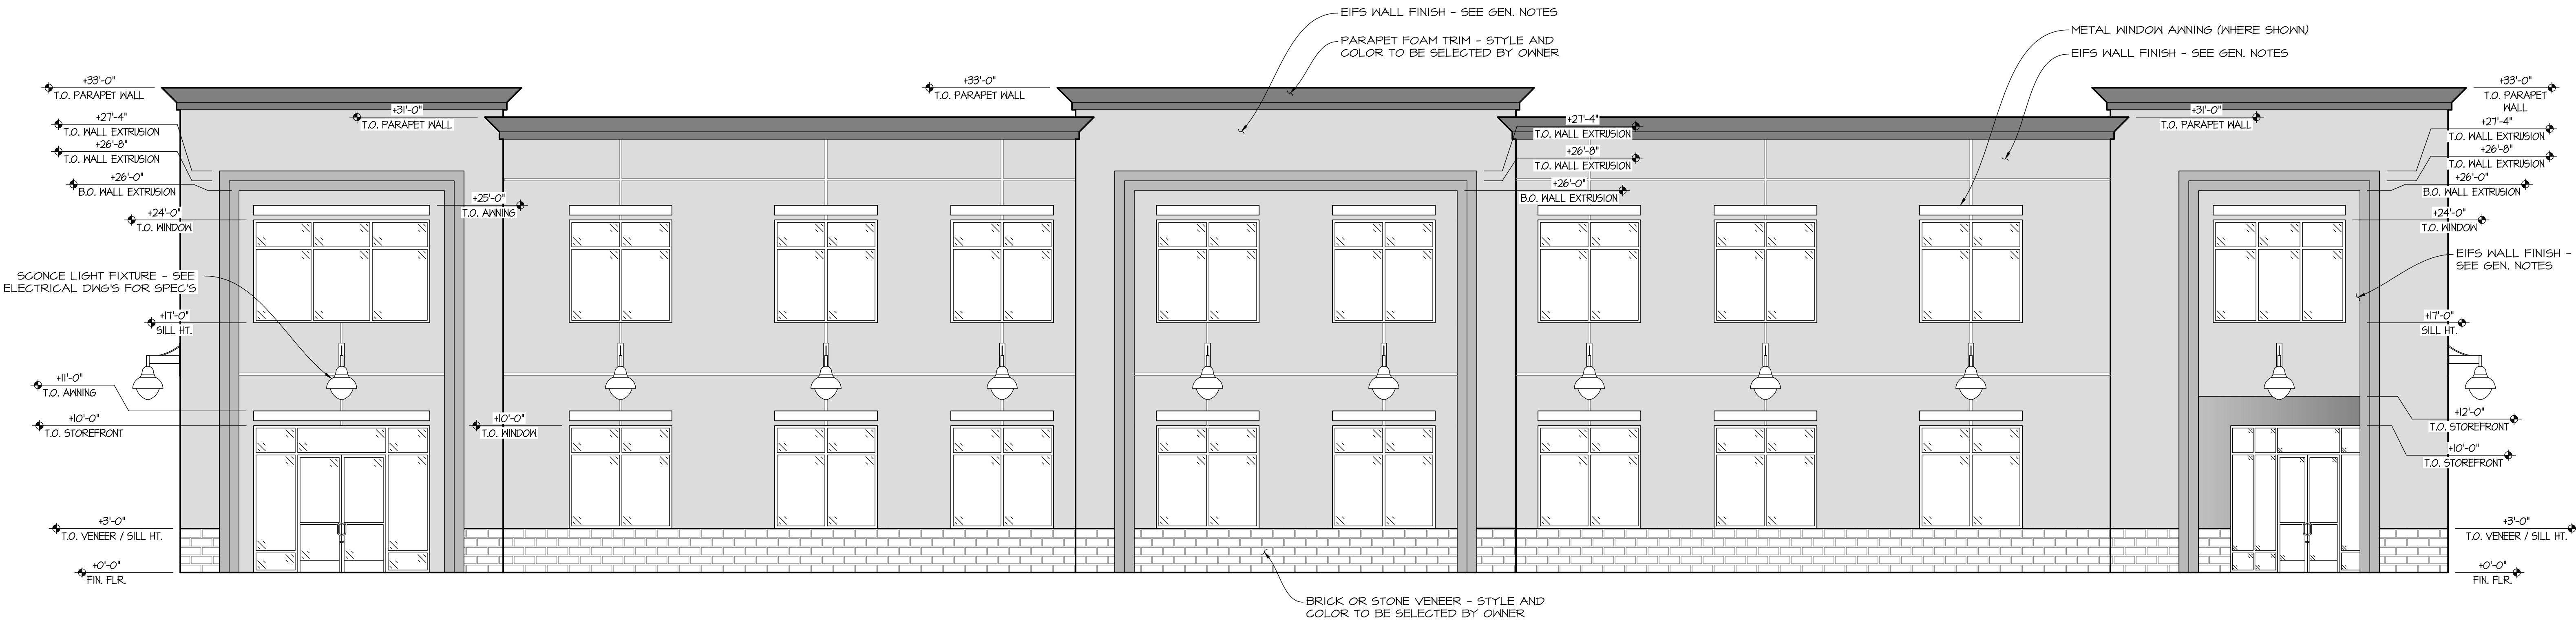 EIFS WALL FINISH - SEE GEN. NOTES
PARAPET FOAM TRIM - STYLE AND
COLOR TO BE SELECTED BY OWNER
METAL WINDOW AWNING (WHERE SHOWN)
EIFS WALL FINISH - SEE GEN. NOTES
+33'-0"
T.O. PARAPET WALL
+31'-0"
T.O. PARAPET WALL
+27'-4"
T.O. WALL EXTRUSION
+26'-8"
T.O. WALL EXTRUSION
+26'-0"
B.O. WALL EXTRUSION
+25'-0"
T.O. AWNING
+24'-0"
T.O. WINDOW
SCONCE LIGHT FIXTURE - SEE
ELECTRICAL DWG'S FOR SPEC'S
+17'-0"
SILL HT.
+11'-0"
T.O. AWNING
+10'-0"
T.O. STOREFRONT
+10'-0"
T.O. WINDOW
+3'-0"
T.O. VENEER / SILL HT.
+0'-0"
FIN. FLR.
+33'-0"
T.O. PARAPET WALL
+27'-4"
T.O. WALL EXTRUSION
+26'-8"
T.O. WALL EXTRUSION
+26'-0"
B.O. WALL EXTRUSION
BRICK OR STONE VENEER - STYLE AND
COLOR TO BE SELECTED BY OWNER
+31'-0"
T.O. PARAPET WALL
+33'-0"
T.O. PARAPET
WALL
+27'-4"
T.O. WALL EXTRUSION
+26'-8"
T.O. WALL EXTRUSION
+26'-0"
B.O. WALL EXTRUSION
+24'-0"
T.O. WINDOW
EIFS WALL FINISH -
SEE GEN. NOTES
+17'-0"
SILL HT.
+12'-0"
T.O. STOREFRONT
+10'-0"
T.O. STOREFRONT
+3'-0"
T.O. VENEER / SILL HT.
+0'-0"
FIN. FLR.